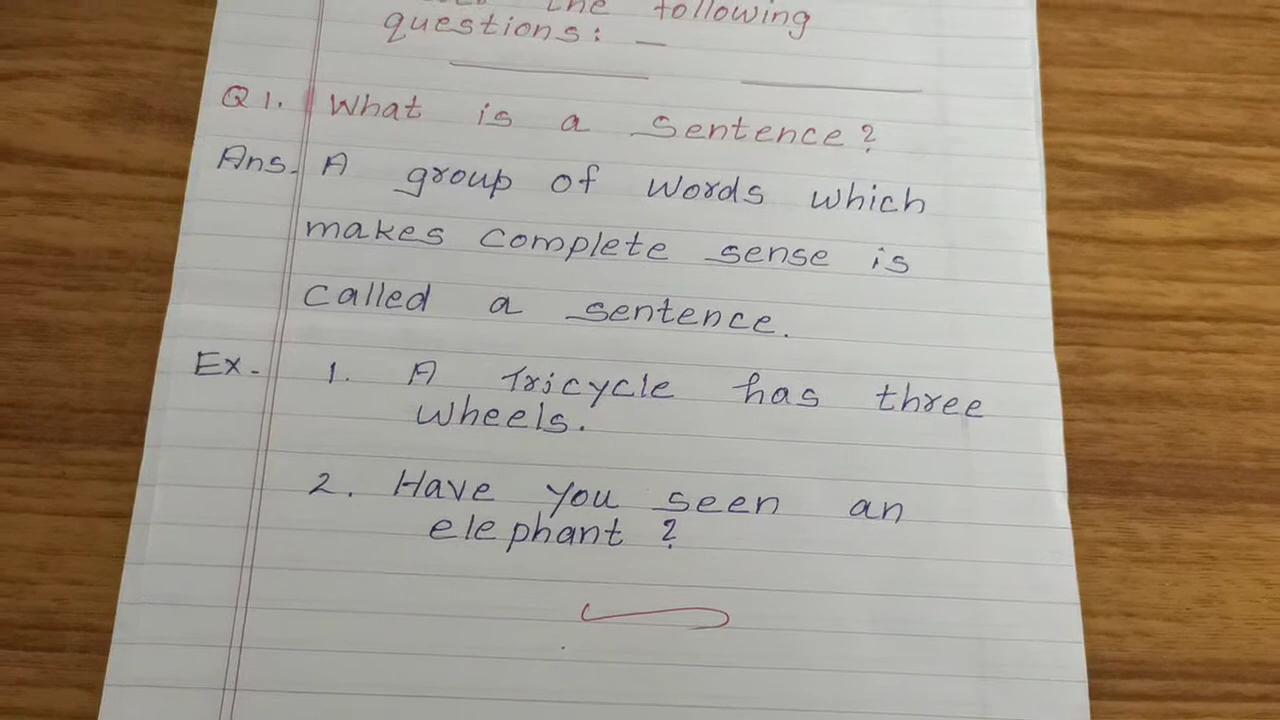 the following
questions: —
Q1. What is a sentence?
Ans. A group of words which
makes complete sense is
called a sentence.
Ex. 1. A Tricycle has three
wheels.
2. Have you seen an
elephant?